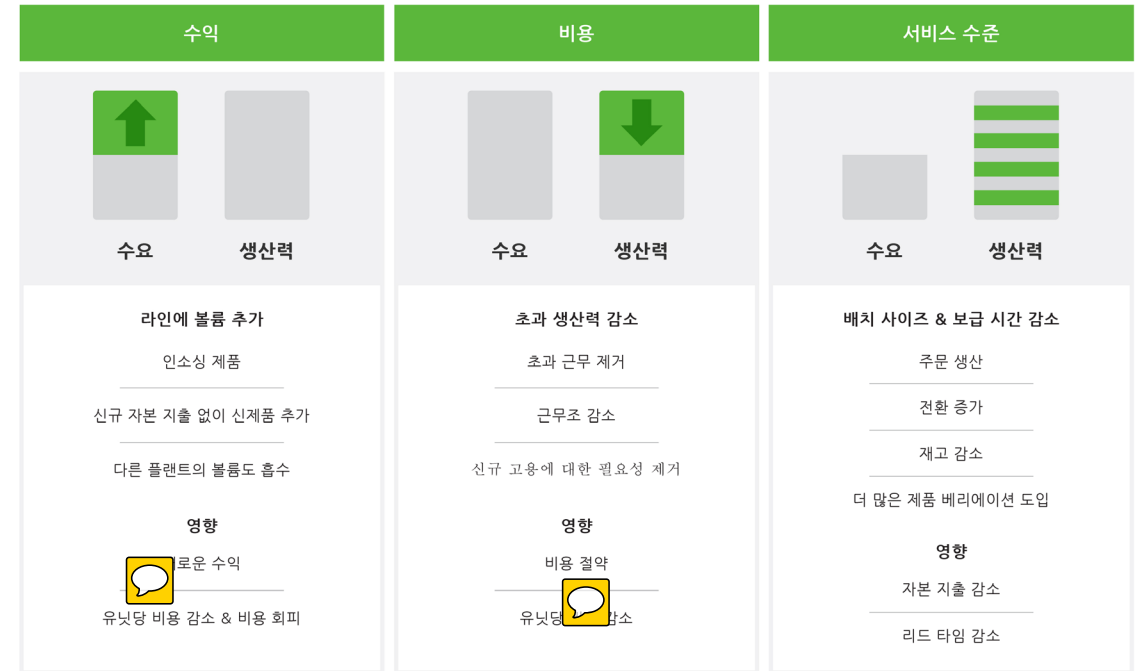 수익
수요
생산력
라인에 볼륨 추가
인소싱 제품
신규 자본 지출 없이 신제품 추가
다른 플랜트의 볼륨도 흡수
영향
로운 수익
유닛당 비용 감소 & 비용 회피
비용
수요
생산력
초과 생산력 감소
초과 근무 제거
근무조 감소
신규 고용에 대한 필요성 제거
영향
비용 절약
유닛당 감소
서비스 수준
수요
생산력
배치 사이즈 & 보급 시간 감소
주문 생산
전환 증가
재고 감소
더 많은 제품 베리에이션 도입
영향
자본 지출 감소
리드 타임 감소